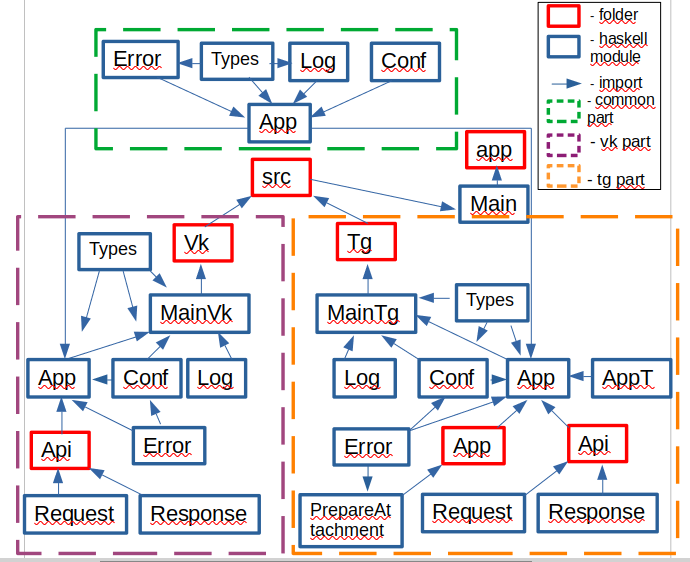 - folder
- haskell
module
- import
- common
part
- vk part
- tg part
Error
Types
Log
Conf
App
app
src
Main
Vk
Types
MainVk
App
Conf
Log
Api
Error
Request
Response
Tg
MainTg
Types
Log
Conf
App
AppT
Error
App
Api
PrepareAt
tachment
Request
Response